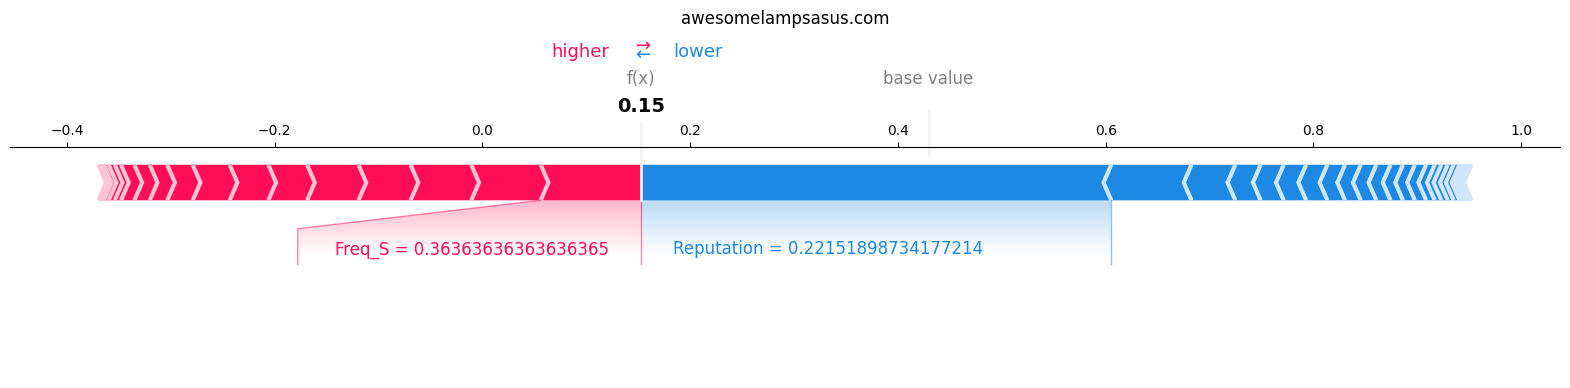 awesomelampsasus.com
higher ⇄ lower
f(x) base value
0.15
−0.4 −0.2 0.0 0.2 0.4 0.6 0.8 1.0
Freq_S = 0.36363636363636365 Reputation = 0.22151898734177214